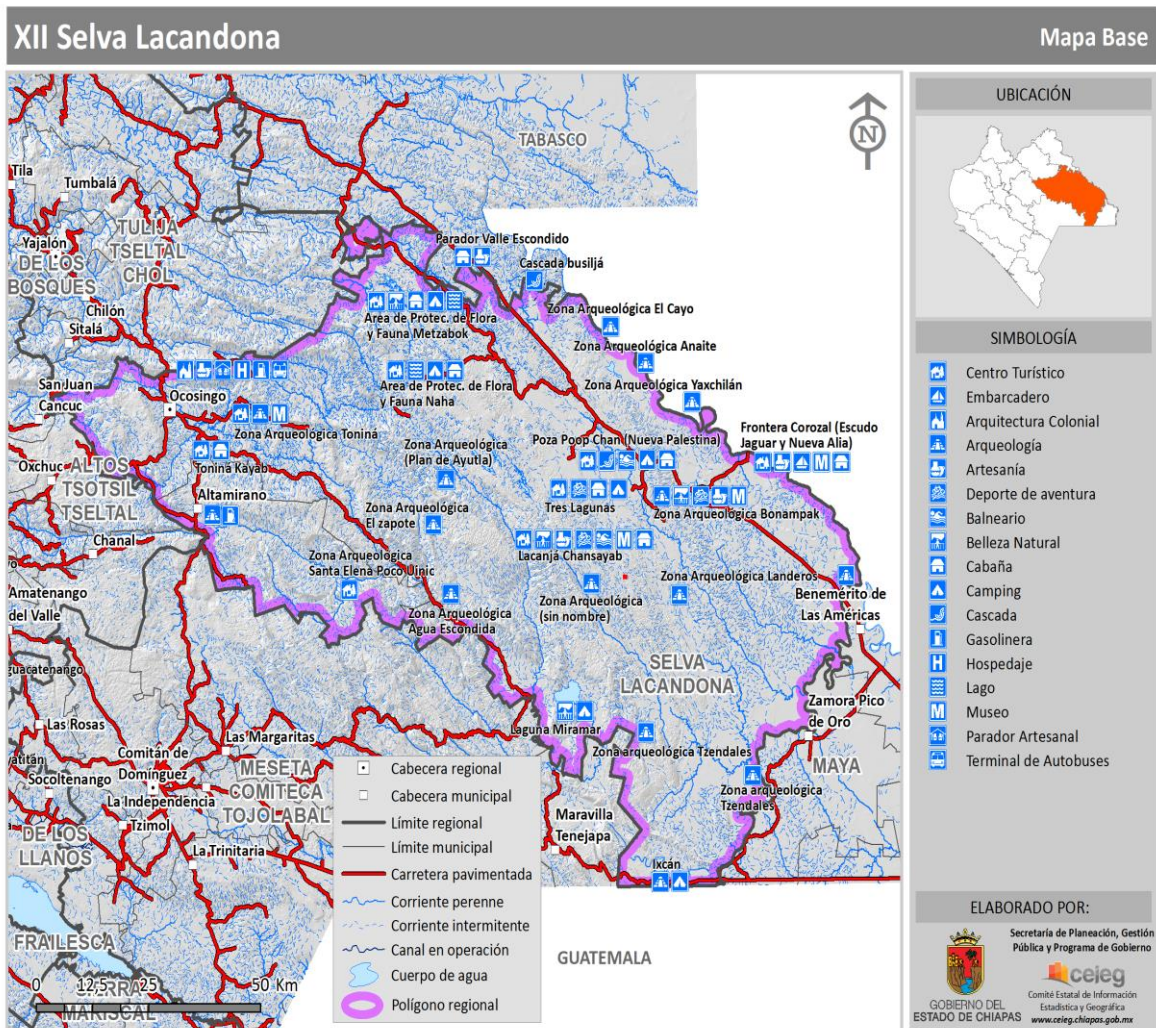 XII Selva Lacandona
Mapa Base
TABASCO
N
Tila
Tumbalá
TULIJA
TSELTAL
CHOL
Yajalón
DE LOS
BOSQUES
Chilón
Sitalá
Parador Valle Escondido
Cascada busiljá
Zona Arqueológica El Cayo
Area de Protec. de Flora
y Fauna Metzabok
Zona Arqueológica Anaite
San Juan
Cancuc
Ocosingo
Area de Protec. de Flora
y Fauna Naha
Zona Arqueológica Yaxchilán
Zona Arqueológica Toniná
Frontera Corozal (Escudo
Jaguar y Nueva Alia)
Poza Poop Chan (Nueva Palestina)
Zona Arqueológica
(Plan de Ayutla)
Tonina Kayab
Oxchuc
ALTOS
TSOTSIL
TSELTAL
Altamirano
Tres Lagunas
Zona Arqueológica Bonampak
Zona Arqueológica
El zapote
Chanal
Lacanjá Chansayab
Zona Arqueológica
Santa Elena Poco Uinic
Zona Arqueológica Landeros
Amatenango
del Valle
Zona Arqueológica
(sin nombre)
Benemérito de
Las Américas
Zona Arqueológica
Agua Escondida
SELVA
LACANDONA
guacatenango
Zamora Pico
de Oro
Las Rosas
Laguna Miramar
Zona arqueológica Tzendales
Las Margaritas
Comitán de
Domínguez
MESETA
COMITECA
TOJOLABAL
MAYA
Zona arqueológica
Tzendales
Socoltenango
La Independencia
Maravilla
Tenejapa
DE LOS
LLANOS
Tzimol
La Trinitaria
Ixcán
FRAILESCA
SIERRA
MARISCAL
GUATEMALA
0 12,5 25 50 Km
Cabecera regional
Cabecera municipal
Límite regional
Límite municipal
Carretera pavimentada
Corriente perenne
Corriente intermitente
Canal en operación
Cuerpo de agua
Polígono regional
UBICACIÓN
SIMBOLOGÍA
Centro Turístico
Embarcadero
Arquitectura Colonial
Arqueología
Artesanía
Deporte de aventura
Balneario
Belleza Natural
Cabaña
Camping
Cascada
Gasolinera
H Hospedaje
Lago
M Museo
Parador Artesanal
Terminal de Autobuses
ELABORADO POR:
Secretaría de Planeación, Gestión
Pública y Programa de Gobierno
ceieg
Comité Estatal de Información
Estadística y Geográfica
www.ceieg.chiapas.gob.mx
GOBIERNO DEL
ESTADO DE CHIAPAS